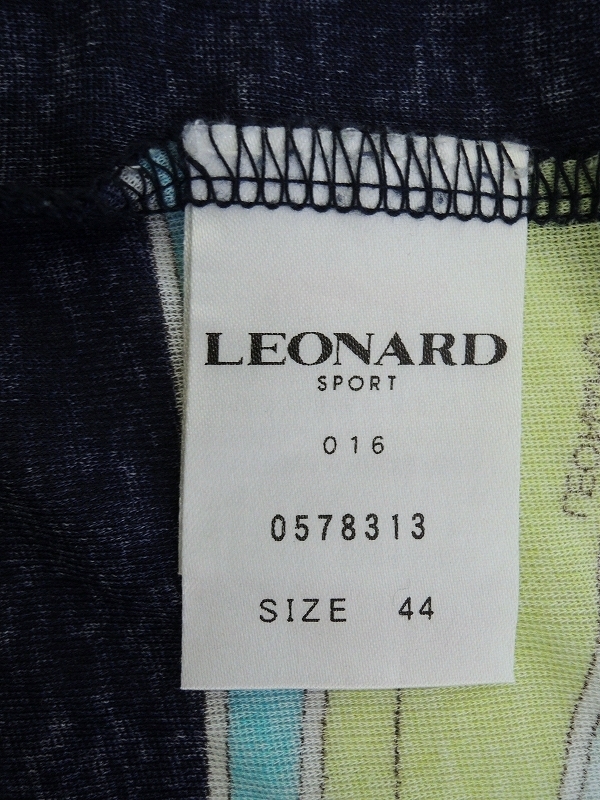 LEONARD
SPORT
016
0578313
SIZE 44